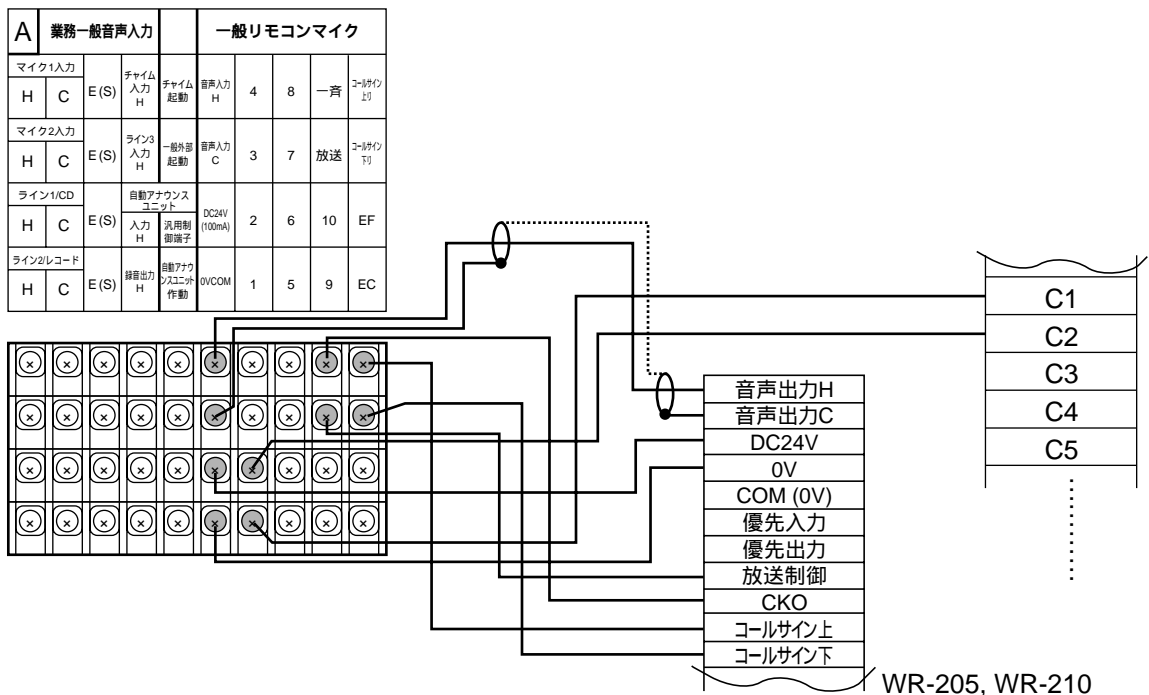 A 業務一般音声入力 一般リモコンマイク
マイク1入力
H C E (S) チャイム入力H チャイム起動 音声入力H 4 8 一斉 コールサイン上り
マイク2入力
H C E (S) ライン3入力H 一般外部起動 音声入力C 3 7 放送 コールサイン下り
ライン1/CD 自動アナウンスユニット
H C E (S) 入力H 汎用制御端子 DC24V (100mA) 2 6 10 EF
ライン2/レコード
H C E (S) 録音出力H 自動アナウンスユニット作動 0VCOM 1 5 9 EC
C1
C2
C3
C4
C5
音声出力H
音声出力C
DC24V
0V
COM (0V)
優先入力
優先出力
放送制御
CKO
コールサイン上
コールサイン下
WR-205, WR-210